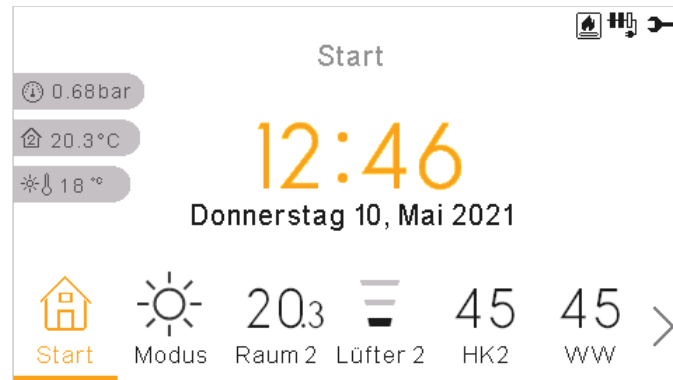 Start
0.68bar
2 20.3°C
18 °C
12:46
Donnerstag 10, Mai 2021
20.3 45 45
Start Modus Raum 2 Lüfter 2 HK2 WW